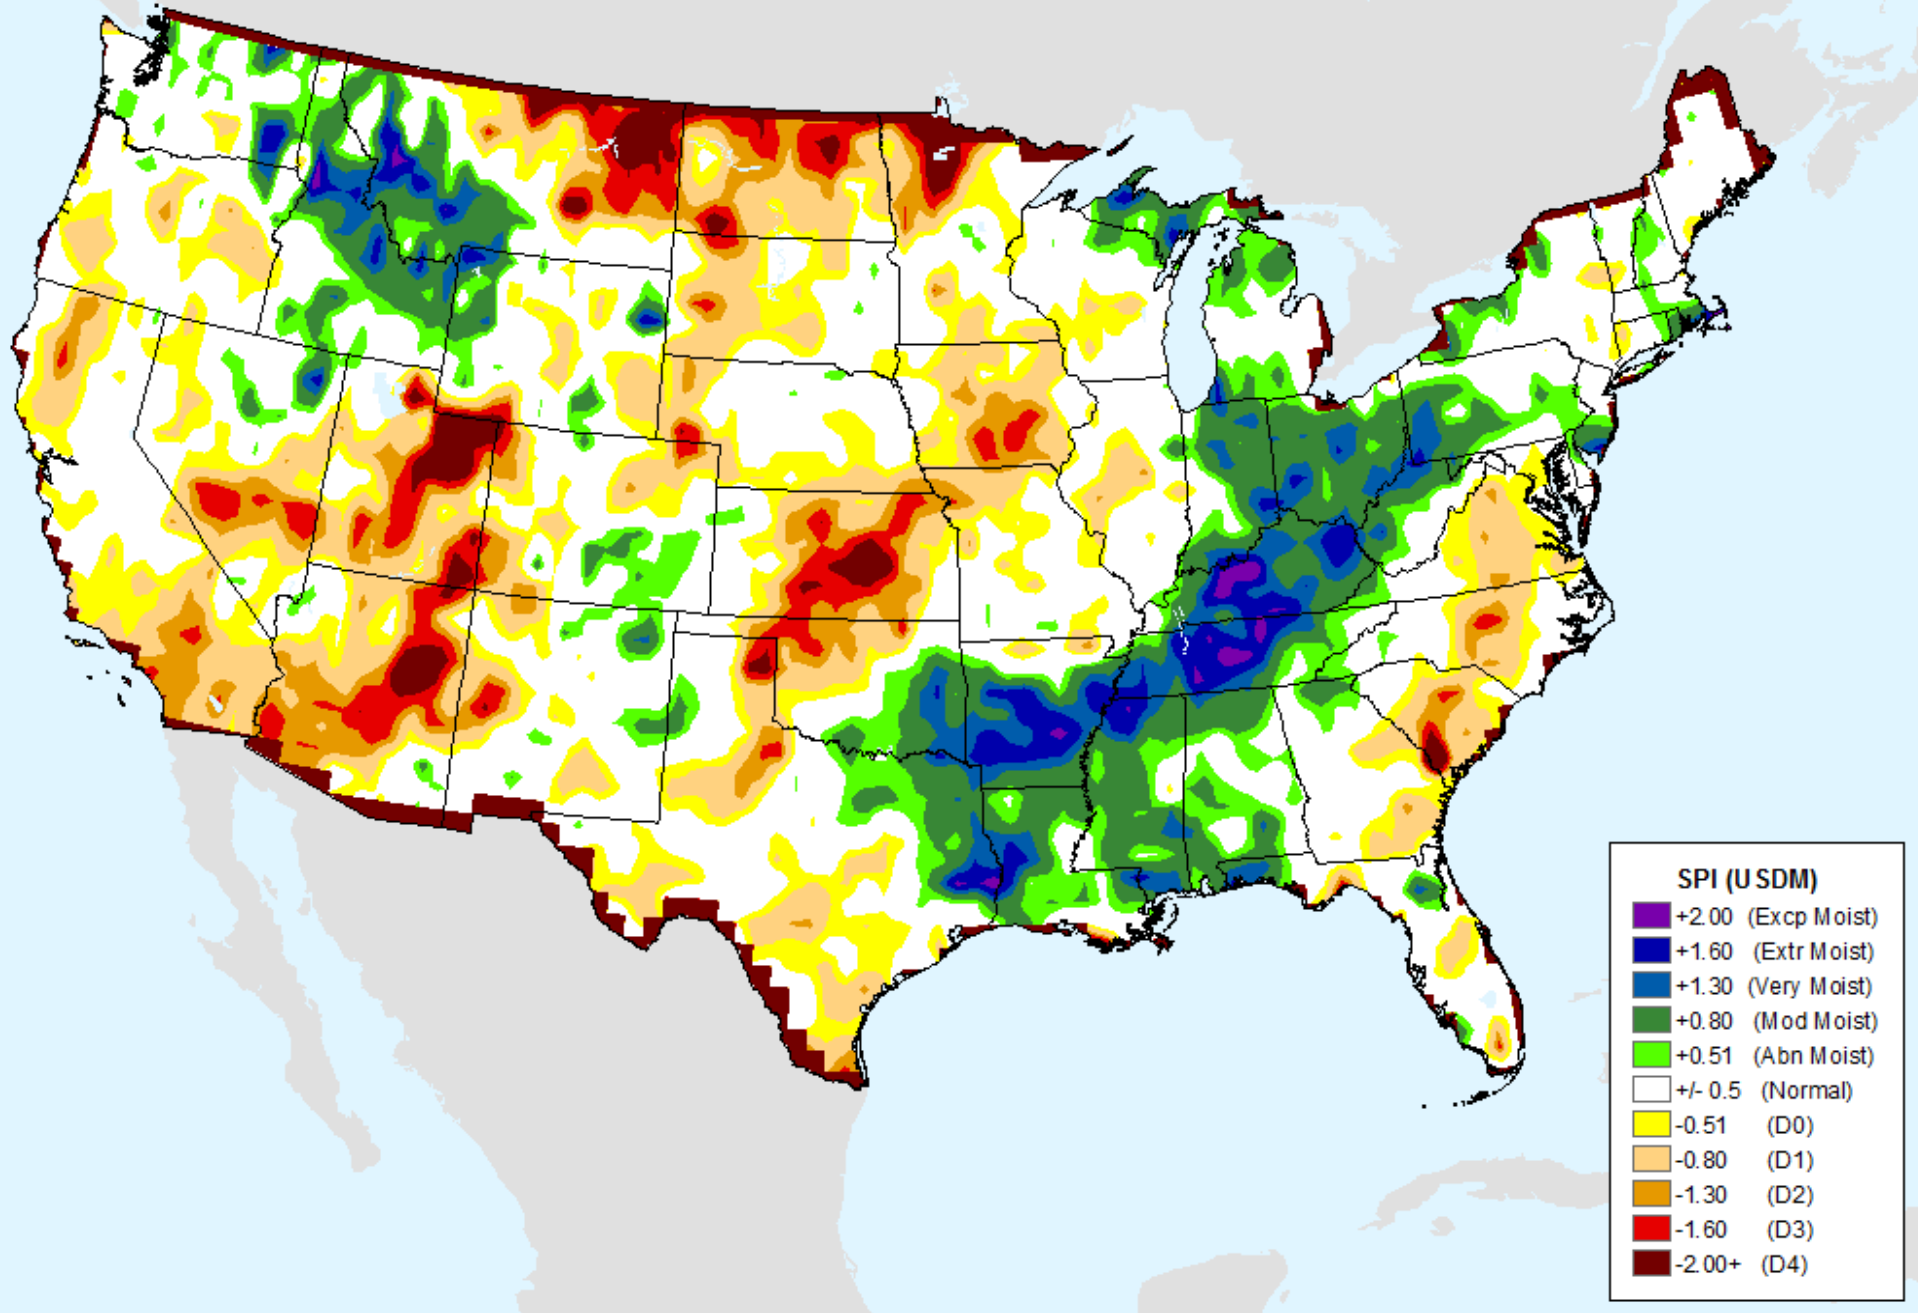 SPI (USDM)
+2.00 (Excp Moist)
+1.60 (Extr Moist)
+1.30 (Very Moist)
+0.80 (Mod Moist)
+0.51 (Abn Moist)
+/- 0.5 (Normal)
-0.51 (D0)
-0.80 (D1)
-1.30 (D2)
-1.60 (D3)
-2.00+ (D4)